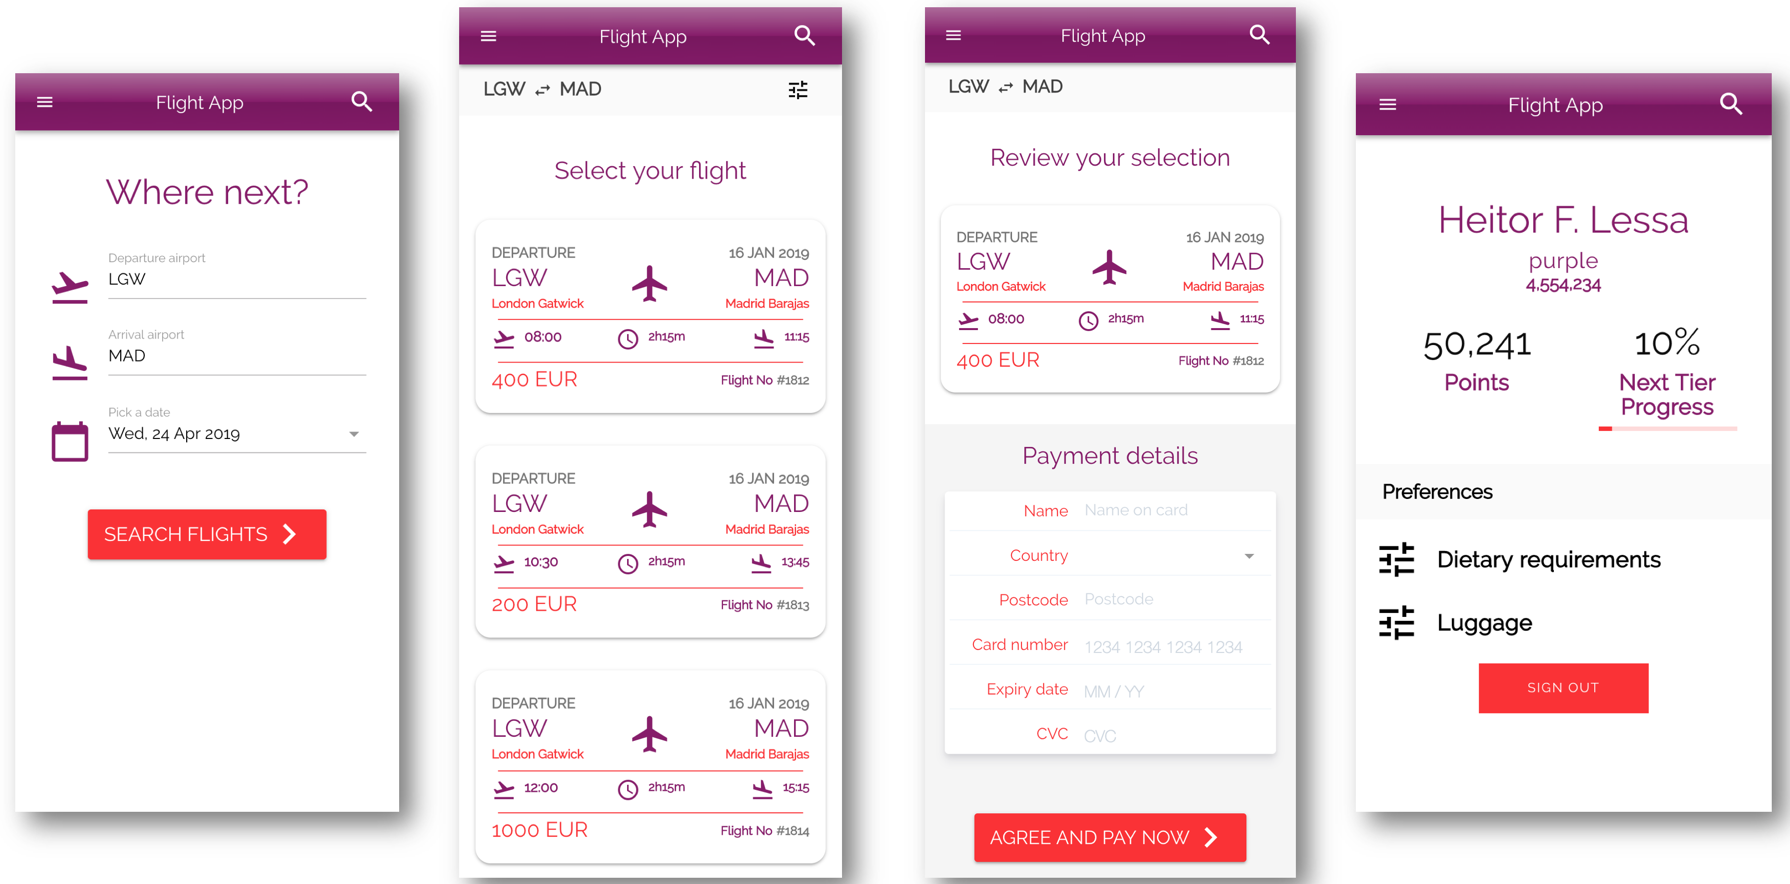 Flight App
Where next?
Departure airport
LGW
Arrival airport
MAD
Pick a date
Wed, 24 Apr 2019
SEARCH FLIGHTS
Flight App
LGW MAD
Select your flight
DEPARTURE 16 JAN 2019
LGW MAD
London Gatwick Madrid Barajas
08:00 2h15m 11:15
400 EUR Flight No #1812
DEPARTURE 16 JAN 2019
LGW MAD
London Gatwick Madrid Barajas
10:30 2h15m 13:45
200 EUR Flight No #1813
DEPARTURE 16 JAN 2019
LGW MAD
London Gatwick Madrid Barajas
12:00 2h15m 15:15
1000 EUR Flight No #1814
Flight App
LGW MAD
Review your selection
DEPARTURE 16 JAN 2019
LGW MAD
London Gatwick Madrid Barajas
08:00 2h15m 11:15
400 EUR Flight No #1812
Payment details
Name Name on card
Country
Postcode Postcode
Card number 1234 1234 1234 1234
Expiry date MM / YY
CVC CVC
AGREE AND PAY NOW
Flight App
Heitor F. Lessa
purple
4,554,234
50,241 10%
Points Next Tier
Progress
Preferences
Dietary requirements
Luggage
SIGN OUT